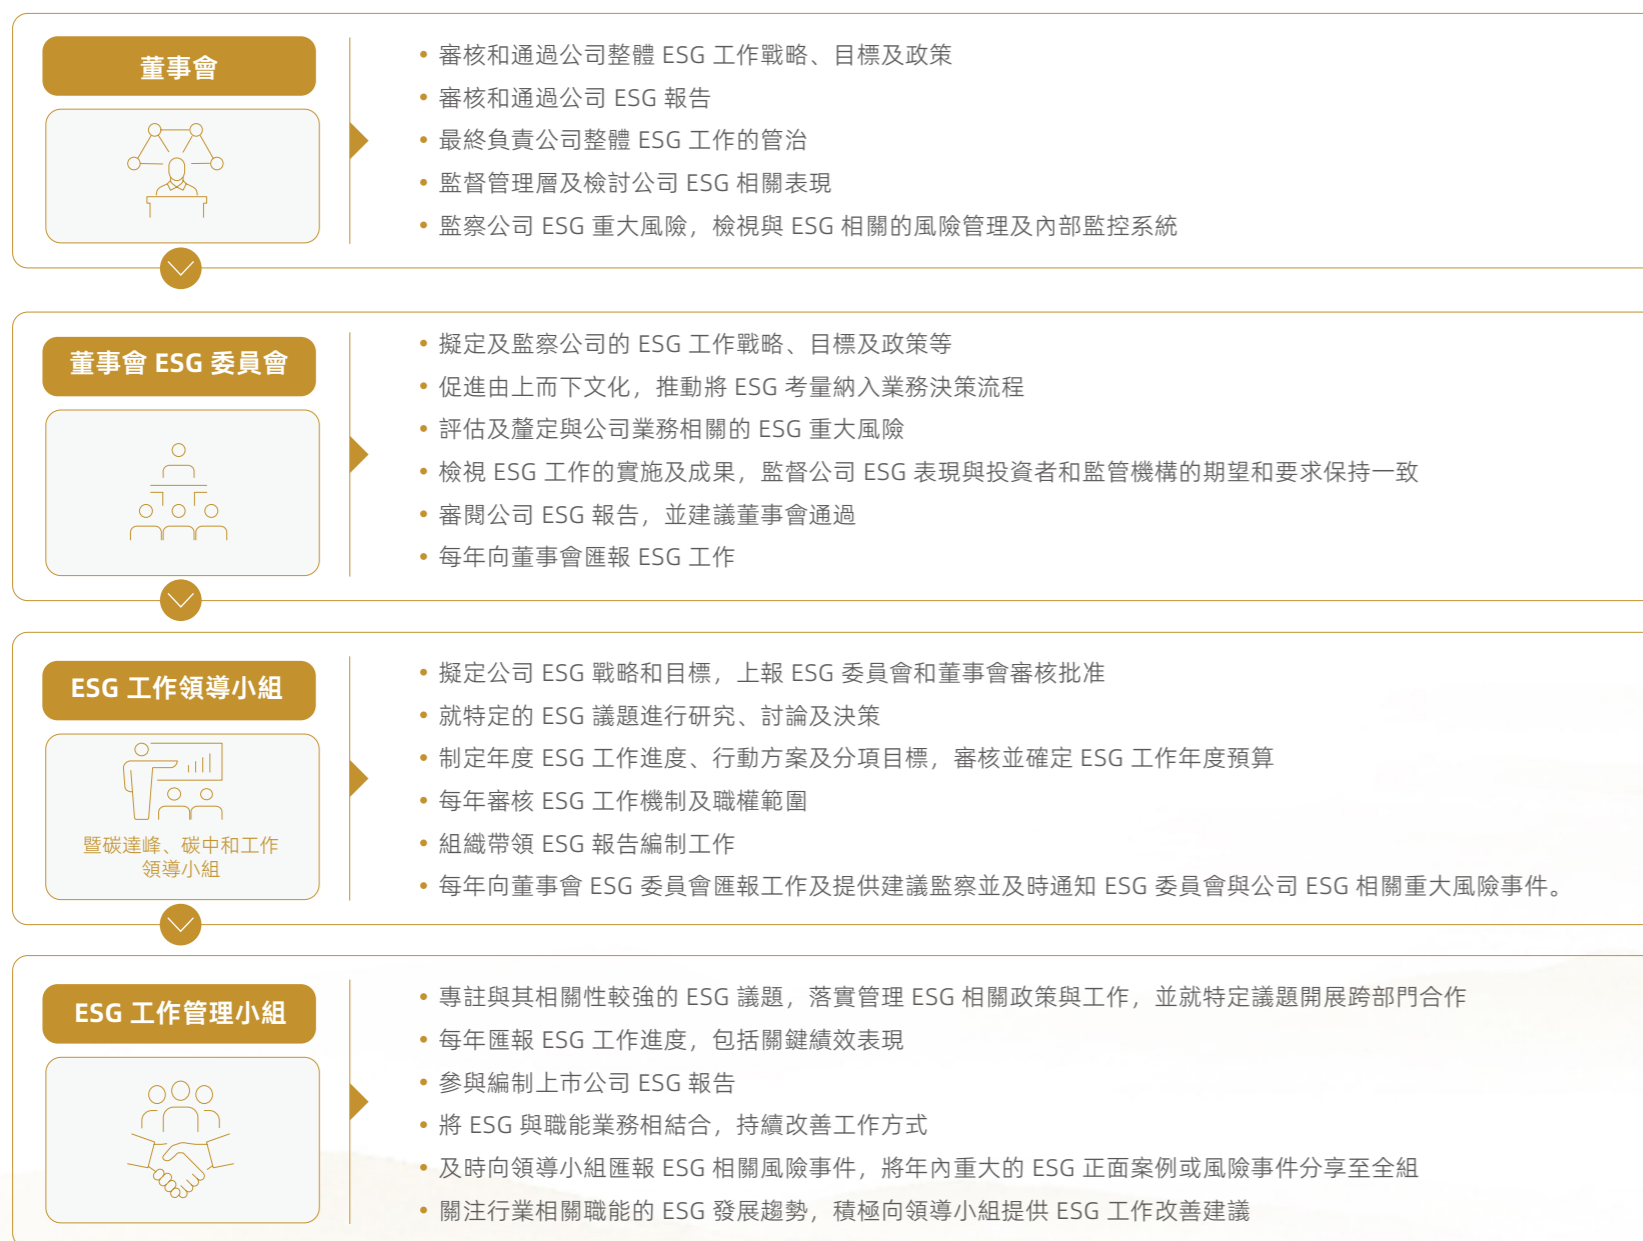 董事會
• 審核和通過公司整體 ESG 工作戰略、目標及政策
• 審核和通過公司 ESG 報告
• 最終負責公司整體 ESG 工作的管治
• 監督管理層及檢討公司 ESG 相關表現
• 監察公司 ESG 重大風險，檢視與 ESG 相關的風險管理及內部監控系統
董事會 ESG 委員會
• 擬定及監察公司的 ESG 工作戰略、目標及政策等
• 促進由上而下文化，推動將 ESG 考量納入業務決策流程
• 評估及釐定與公司業務相關的 ESG 重大風險
• 檢視 ESG 工作的實施及成果，監督公司 ESG 表現與投資者和監管機構的期望和要求保持一致
• 審閱公司 ESG 報告，並建議董事會通過
• 每年向董事會匯報 ESG 工作
ESG 工作領導小組
暨碳達峰、碳中和工作
領導小組
• 擬定公司 ESG 戰略和目標，上報 ESG 委員會和董事會審核批准
• 就特定的 ESG 議題進行研究、討論及決策
• 制定年度 ESG 工作進度、行動方案及分項目標，審核並確定 ESG 工作年度預算
• 每年審核 ESG 工作機制及職權範圍
• 組織帶領 ESG 報告編制工作
• 每年向董事會 ESG 委員會匯報工作及提供建議監察並及時通知 ESG 委員會與公司 ESG 相關重大風險事件。
ESG 工作管理小組
• 專註與其相關性較強的 ESG 議題，落實管理 ESG 相關政策與工作，並就特定議題開展跨部門合作
• 每年匯報 ESG 工作進度，包括關鍵績效表現
• 參與編制上市公司 ESG 報告
• 將 ESG 與職能業務相結合，持續改善工作方式
• 及時向領導小組匯報 ESG 相關風險事件，將年內重大的 ESG 正面案例或風險事件分享至全組
• 關注行業相關職能的 ESG 發展趨勢，積極向領導小組提供 ESG 工作改善建議